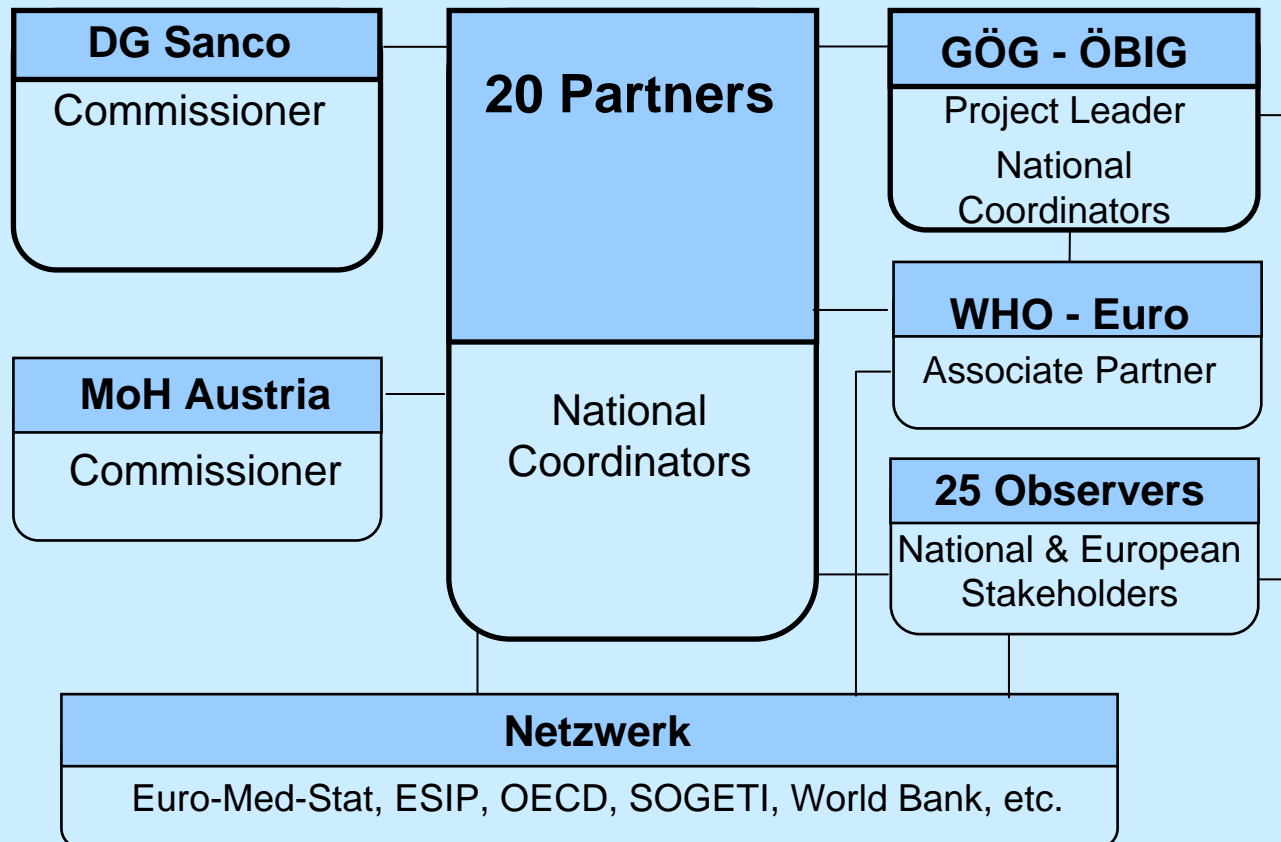 DG Sanco
Commissioner
MoH Austria
Commissioner
20 Partners
National
Coordinators
GÖG - ÖBIG
Project Leader
National
Coordinators
WHO - Euro
Associate Partner
25 Observers
National & European
Stakeholders
Netzwerk
Euro-Med-Stat, ESIP, OECD, SOGETI, World Bank, etc.